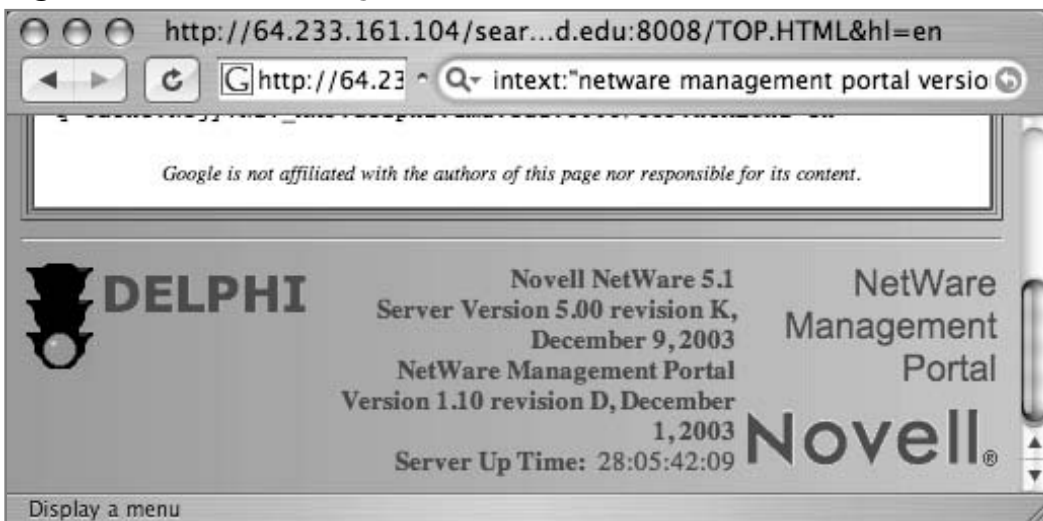 http://64.233.161.104/sear...d.edu:8008/TOP.HTML&hl=en
G http://64.23
Q intext:"netware management portal versio
Google is not affiliated with the authors of this page nor responsible for its content.
DELPHI
Novell NetWare 5.1
Server Version 5.00 revision K,
December 9, 2003
NetWare Management Portal
Version 1.10 revision D, December
1, 2003
Server Up Time: 28:05:42:09
NetWare
Management
Portal
Novell®
Display a menu